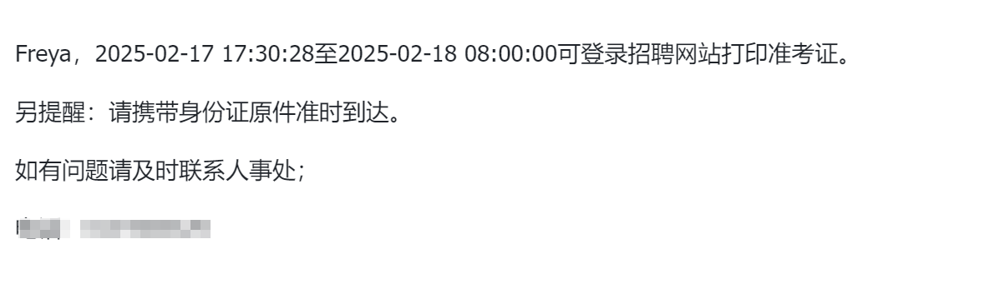 Freya，2025-02-17 17:30:28至2025-02-18 08:00:00可登录招聘网站打印准考证。
另提醒：请携带身份证原件准时到达。
如有问题请及时联系人事处；